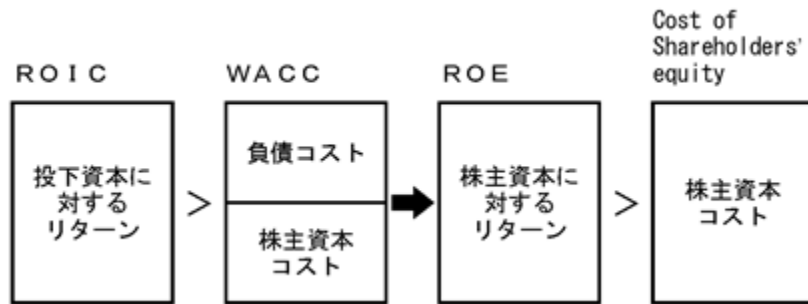 Cost of
Shareholders'
equity
ROIC
WACC
ROE
投下資本に
対する
リターン
>
負債コスト
株主資本
コスト
株主資本に
対する
リターン
>
株主資本
コスト